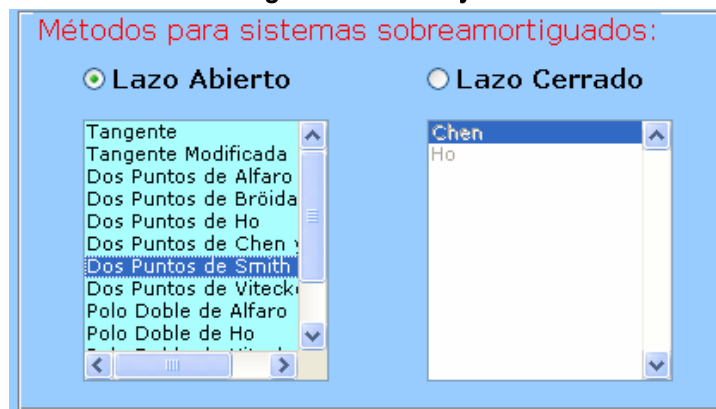 Métodos para sistemas sobreamortiguados:
Lazo Abierto
Lazo Cerrado
Tangente
Tangente Modificada
Dos Puntos de Alfaro
Dos Puntos de Bröida
Dos Puntos de Ho
Dos Puntos de Chen y
Dos Puntos de Smith
Dos Puntos de Viteck
Polo Doble de Alfaro
Polo Doble de Ho
Chen
Ho